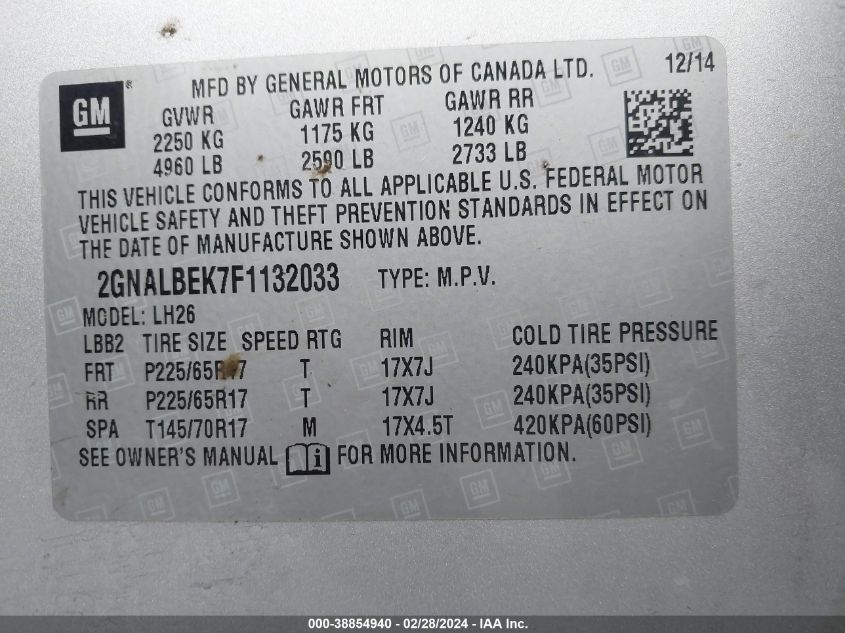 MFD BY GENERAL MOTORS OF CANADA LTD. 12/14
GM ®
GVWR GAWR FRT GAWR RR
2250 KG 1175 KG 1240 KG
4960 LB 2590 LB 2733 LB
THIS VEHICLE CONFORMS TO ALL APPLICABLE U.S. FEDERAL MOTOR
VEHICLE SAFETY AND THEFT PREVENTION STANDARDS IN EFFECT ON
THE DATE OF MANUFACTURE SHOWN ABOVE.
2GNALBEK7F1132033 TYPE: M.P.V.
MODEL: LH26
LBB2 TIRE SIZE SPEED RTG RIM COLD TIRE PRESSURE
FRT P225/65R17 T 17X7J 240KPA(35PSI)
RR P225/65R17 T 17X7J 240KPA(35PSI)
SPA T145/70R17 M 17X4.5T 420KPA(60PSI)
SEE OWNER'S MANUAL i FOR MORE INFORMATION.
000-38854940 - 02/28/2024 - IAA Inc.